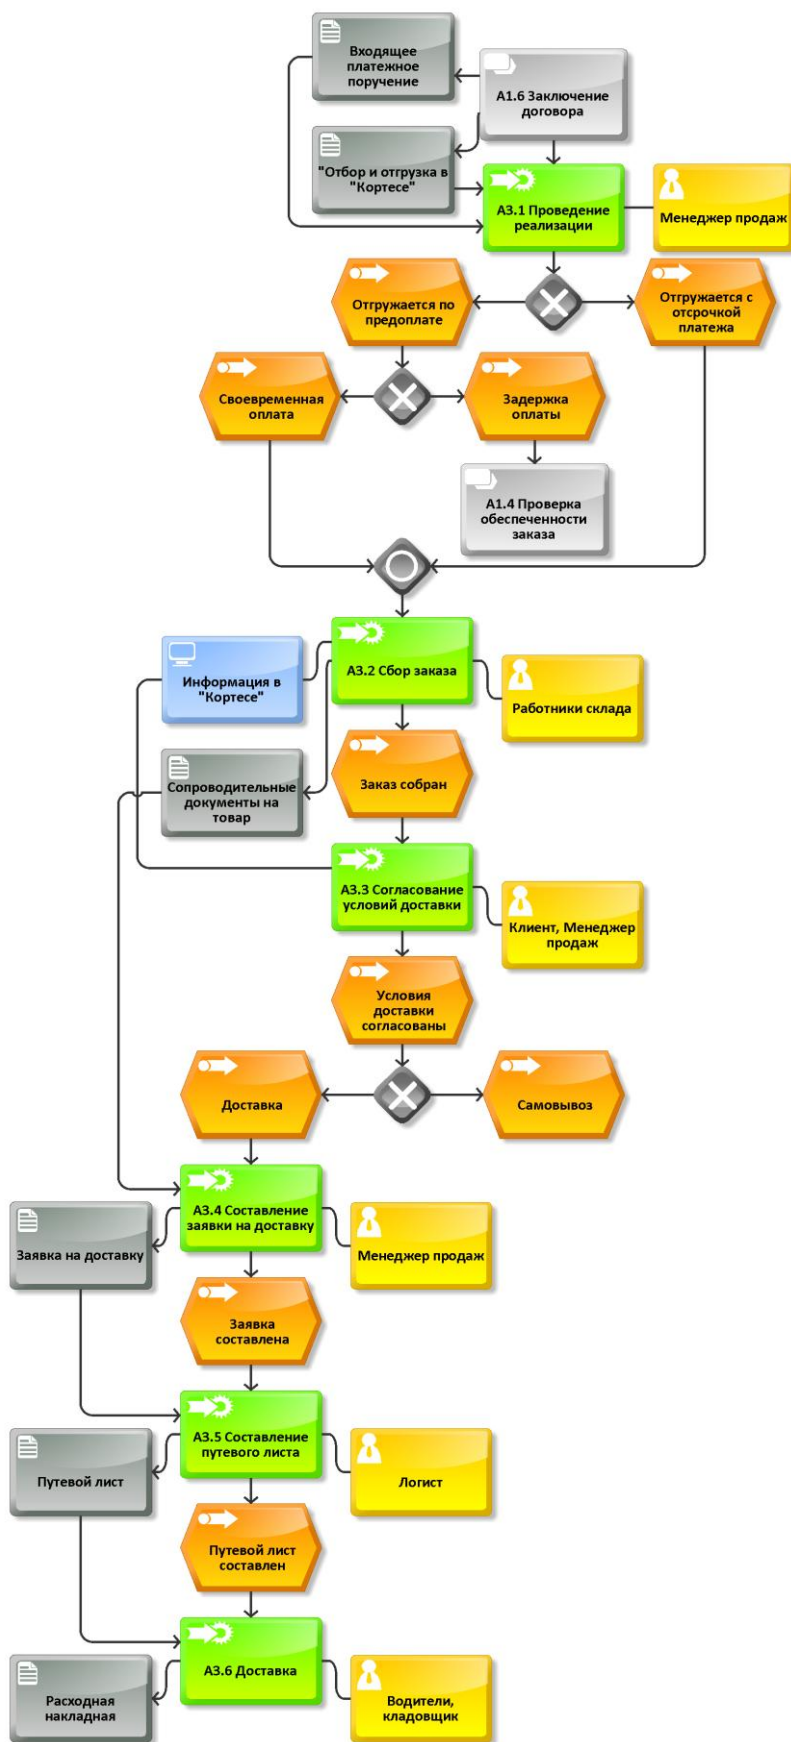 Входящее
платежное
поручение
А1.6 Заключение
договора
"Отбор и отгрузка в
"Кортесе"
А3.1 Проведение
реализации
Менеджер продаж
Отгружается по
предоплате
Отгружается с
отсрочкой
платежа
Своевременная
оплата
Задержка
оплаты
А1.4 Проверка
обеспеченности
заказа
Информация в
"Кортесе"
А3.2 Сбор заказа
Работники склада
Сопроводительные
документы на
товар
Заказ собран
А3.3 Согласование
условий доставки
Клиент, Менеджер
продаж
Условия
доставки
согласованы
Доставка
Самовывоз
А3.4 Составление
заявки на доставку
Заявка на доставку
Менеджер продаж
Заявка
составлена
А3.5 Составление
путевого листа
Путевой лист
Логист
Путевой лист
составлен
А3.6 Доставка
Расходная
накладная
Водители,
кладовщик